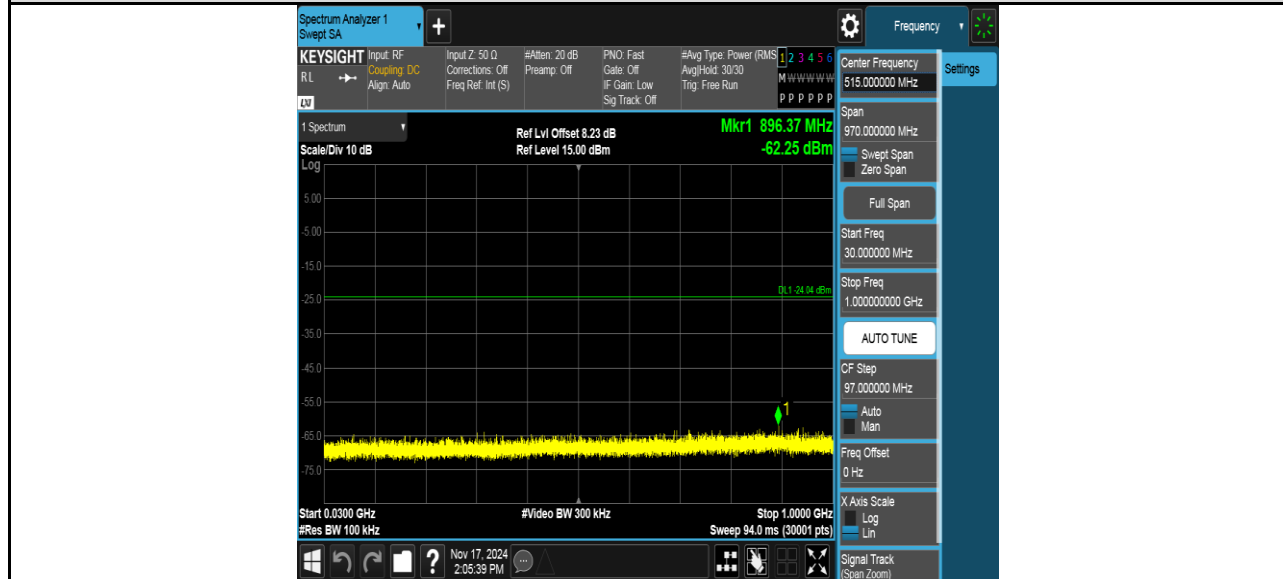 Spectrum Analyzer 1
Swept SA
+
Frequency
KEYSIGHT
RL
LXI
Input: RF
Coupling: DC
Align: Auto
Input Z: 50 Ω
Corrections: Off
Freq Ref: Int (S)
#Atten: 20 dB
Preamp: Off
PNO: Fast
Gate: Off
IF Gain: Low
Sig Track: Off
#Avg Type: Power (RMS
Avg|Hold: 30/30
Trig: Free Run
1 2 3 4 5 6
M W W W W W
P P P P P P
1 Spectrum
Scale/Div 10 dB
Log
Ref Lvl Offset 8.23 dB
Ref Level 15.00 dBm
Mkr1 896.37 MHz
-62.25 dBm
5.00
-5.00
-15.0
-25.0
-35.0
-45.0
-55.0
-65.0
-75.0
DL1 -24.04 dBm
1
Start 0.0300 GHz
#Res BW 100 kHz
#Video BW 300 kHz
Stop 1.0000 GHz
Sweep 94.0 ms (30001 pts)
Nov 17, 2024
2:05:39 PM
Center Frequency
515.000000 MHz
Settings
Span
970.000000 MHz
Swept Span
Zero Span
Full Span
Start Freq
30.000000 MHz
Stop Freq
1.000000000 GHz
AUTO TUNE
CF Step
97.000000 MHz
Auto
Man
Freq Offset
0 Hz
X Axis Scale
Log
Lin
Signal Track
(Span Zoom)